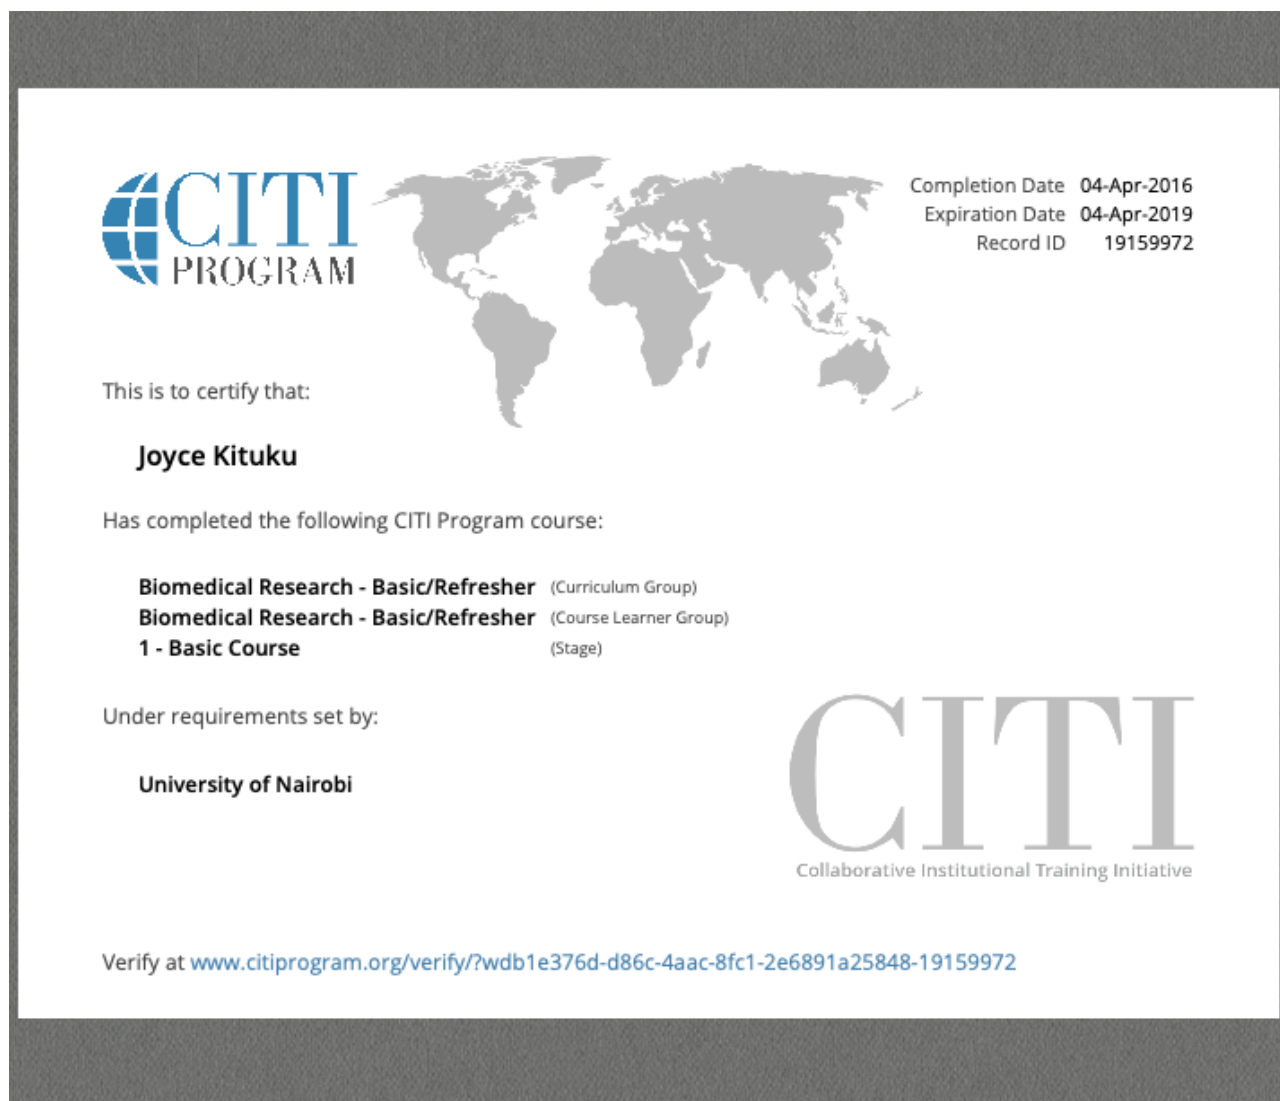 CITI
PROGRAM
Completion Date 04-Apr-2016
Expiration Date 04-Apr-2019
Record ID 19159972
This is to certify that:
Joyce Kituku
Has completed the following CITI Program course:
Biomedical Research - Basic/Refresher (Curriculum Group)
Biomedical Research - Basic/Refresher (Course Learner Group)
1 - Basic Course (Stage)
Under requirements set by:
University of Nairobi
CITI
Collaborative Institutional Training Initiative
Verify at www.citiprogram.org/verify/?wdb1e376d-d86c-4aac-8fc1-2e6891a25848-19159972